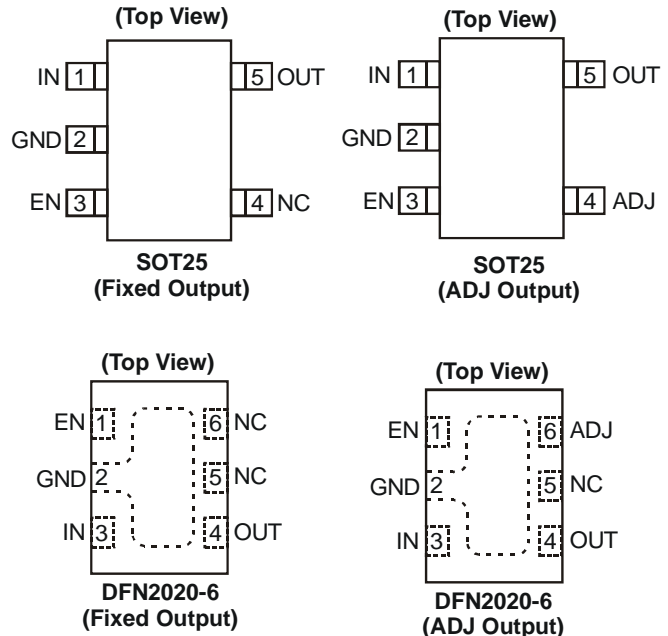 (Top View)
IN 1 5 OUT
GND 2
EN 3 4 NC
SOT25
(Fixed Output)
(Top View)
IN 1 5 OUT
GND 2
EN 3 4 ADJ
SOT25
(ADJ Output)
(Top View)
EN 1 6 NC
GND 2 5 NC
IN 3 4 OUT
DFN2020-6
(Fixed Output)
(Top View)
EN 1 6 ADJ
GND 2 5 NC
IN 3 4 OUT
DFN2020-6
(ADJ Output)